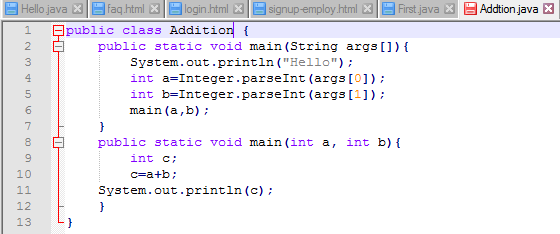 Hello.java faq.html login.html signup-employ.html First.java Addtion.java
1 public class Addition {
2 public static void main(String args[]){
3 System.out.println("Hello");
4 int a=Integer.parseInt(args[0]);
5 int b=Integer.parseInt(args[1]);
6 main(a,b);
7 }
8 public static void main(int a, int b){
9 int c;
10 c=a+b;
11 System.out.println(c);
12 }
13 }